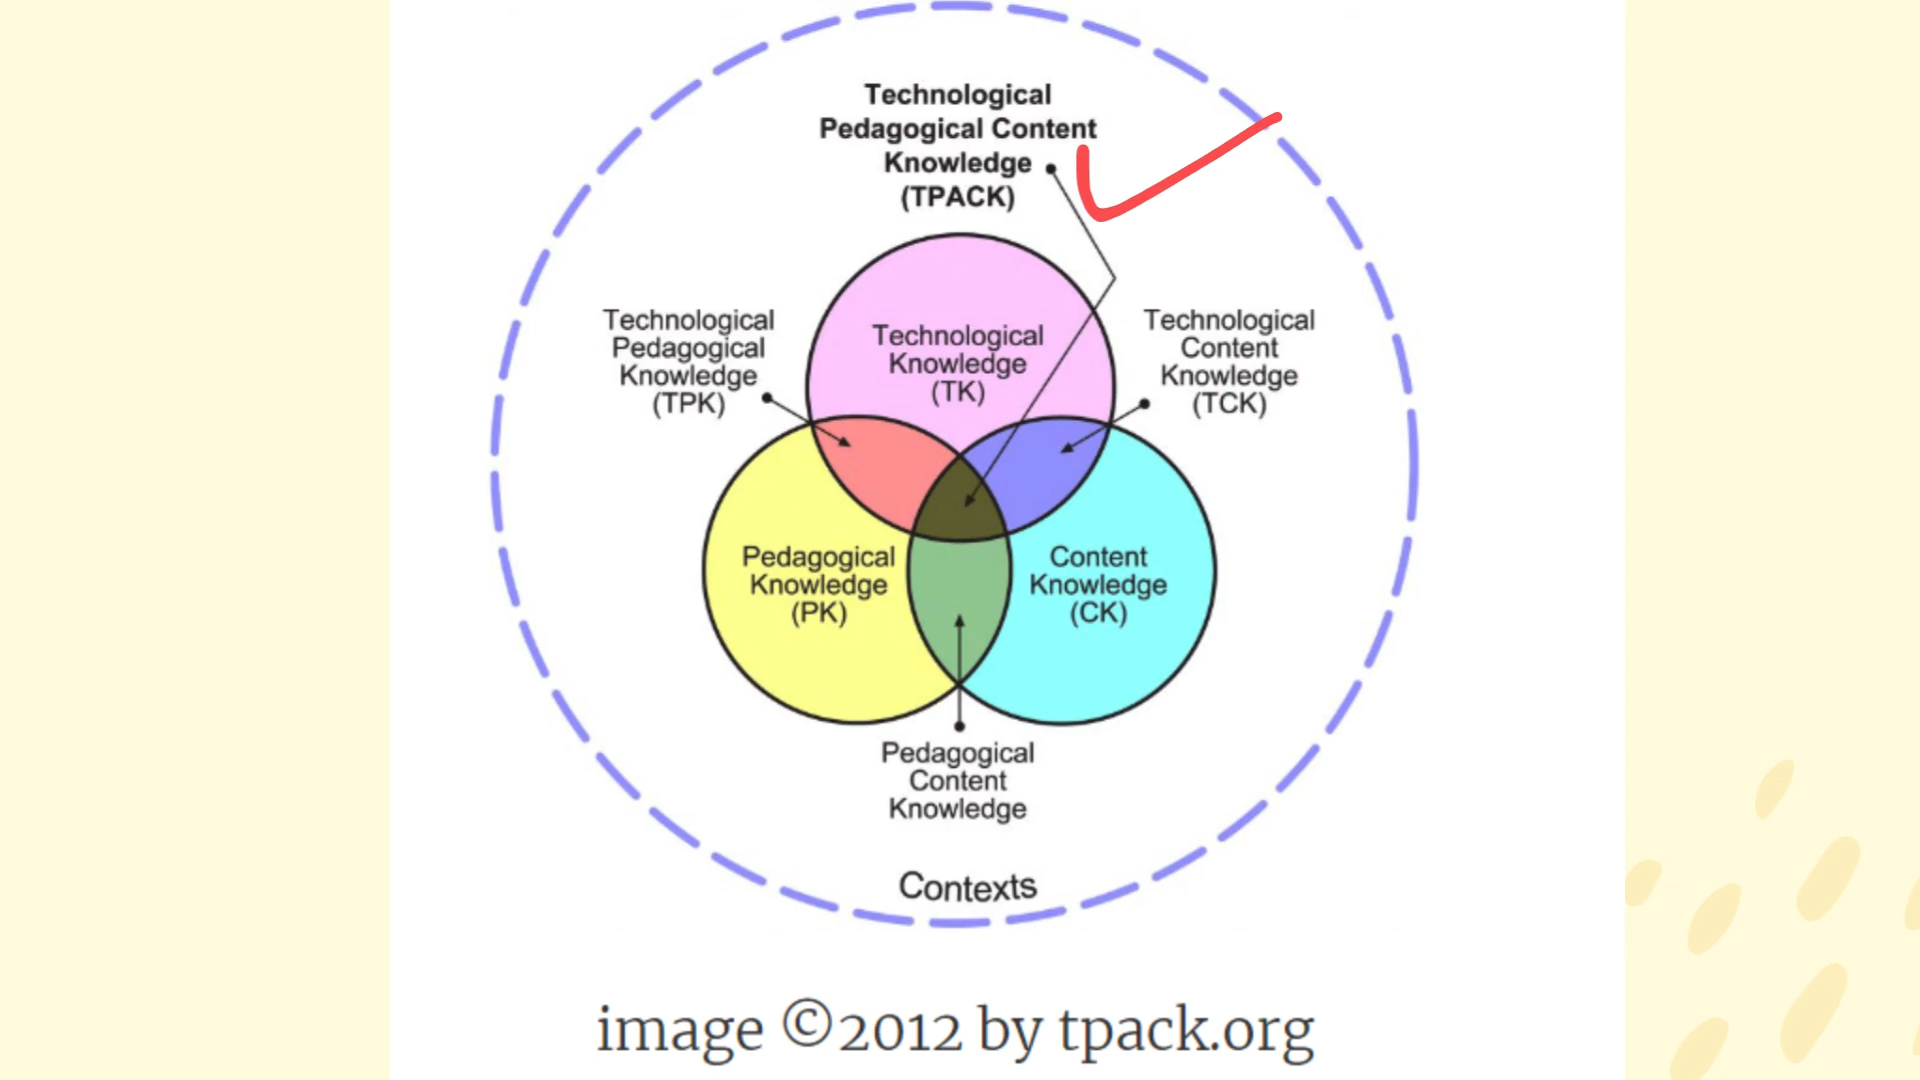 Technological
Pedagogical Content
Knowledge
(TPACK)
Technological
Pedagogical
Knowledge
(TPK)
Technological
Knowledge
(TK)
Technological
Content
Knowledge
(TCK)
Pedagogical
Knowledge
(PK)
Content
Knowledge
(CK)
Pedagogical
Content
Knowledge
Contexts
image ©2012 by tpack.org